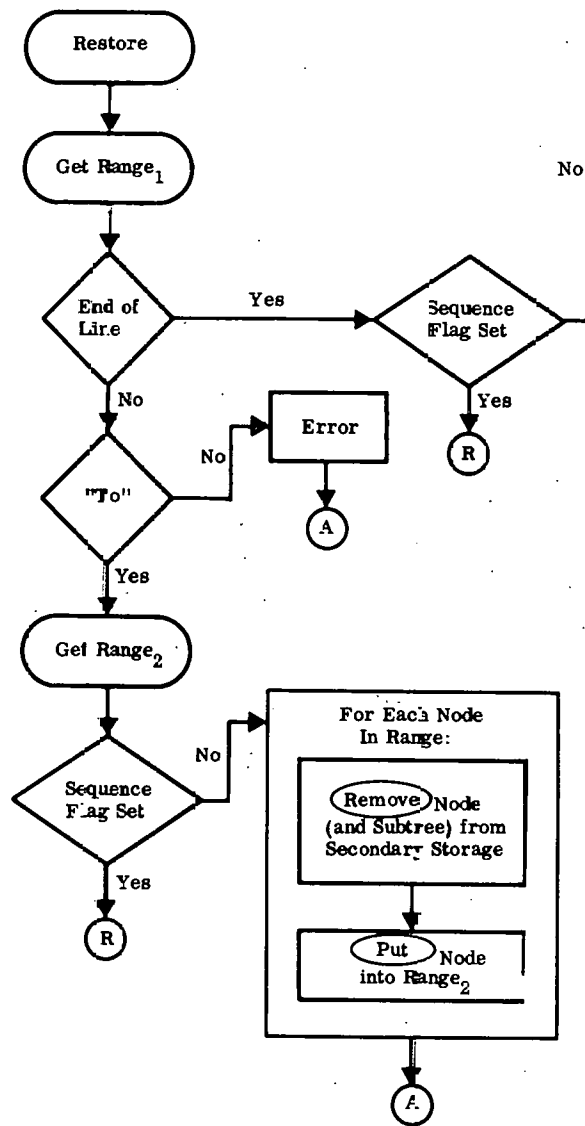 Restore
Get Range1
No
End of
Line
Yes
Sequence
Flag Set
No
Yes
Error
R
No
"To"
A
Yes
Get Range2
For Each Node
In Range:
No
Sequence
Flag Set
Remove Node
(and Subtree) from
Secondary Storage
Yes
R
Put Node
into Range2
A